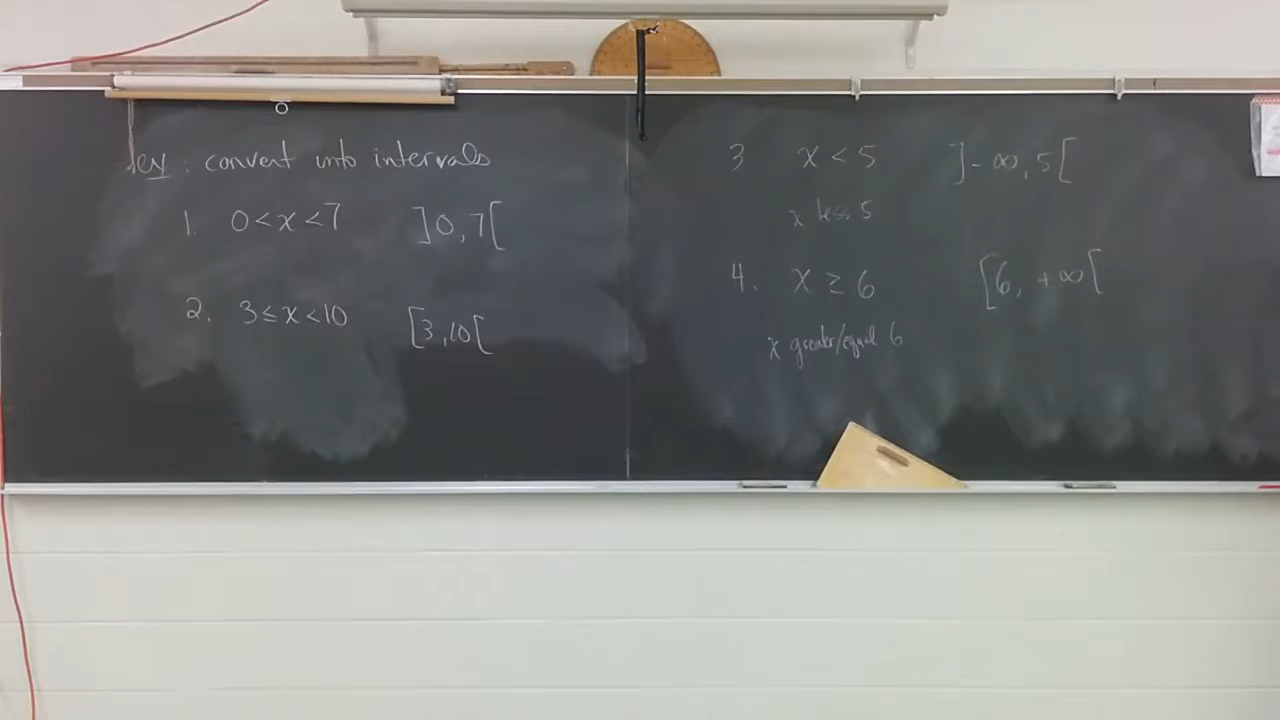 ex : convert into intervals
1. 0 < x < 7 ]0, 7[
2. 3 ≤ x < 10 [3, 10[
3 x < 5 ]-∞, 5[
x less 5
4. x ≥ 6 [6, +∞[
x greater/equal 6